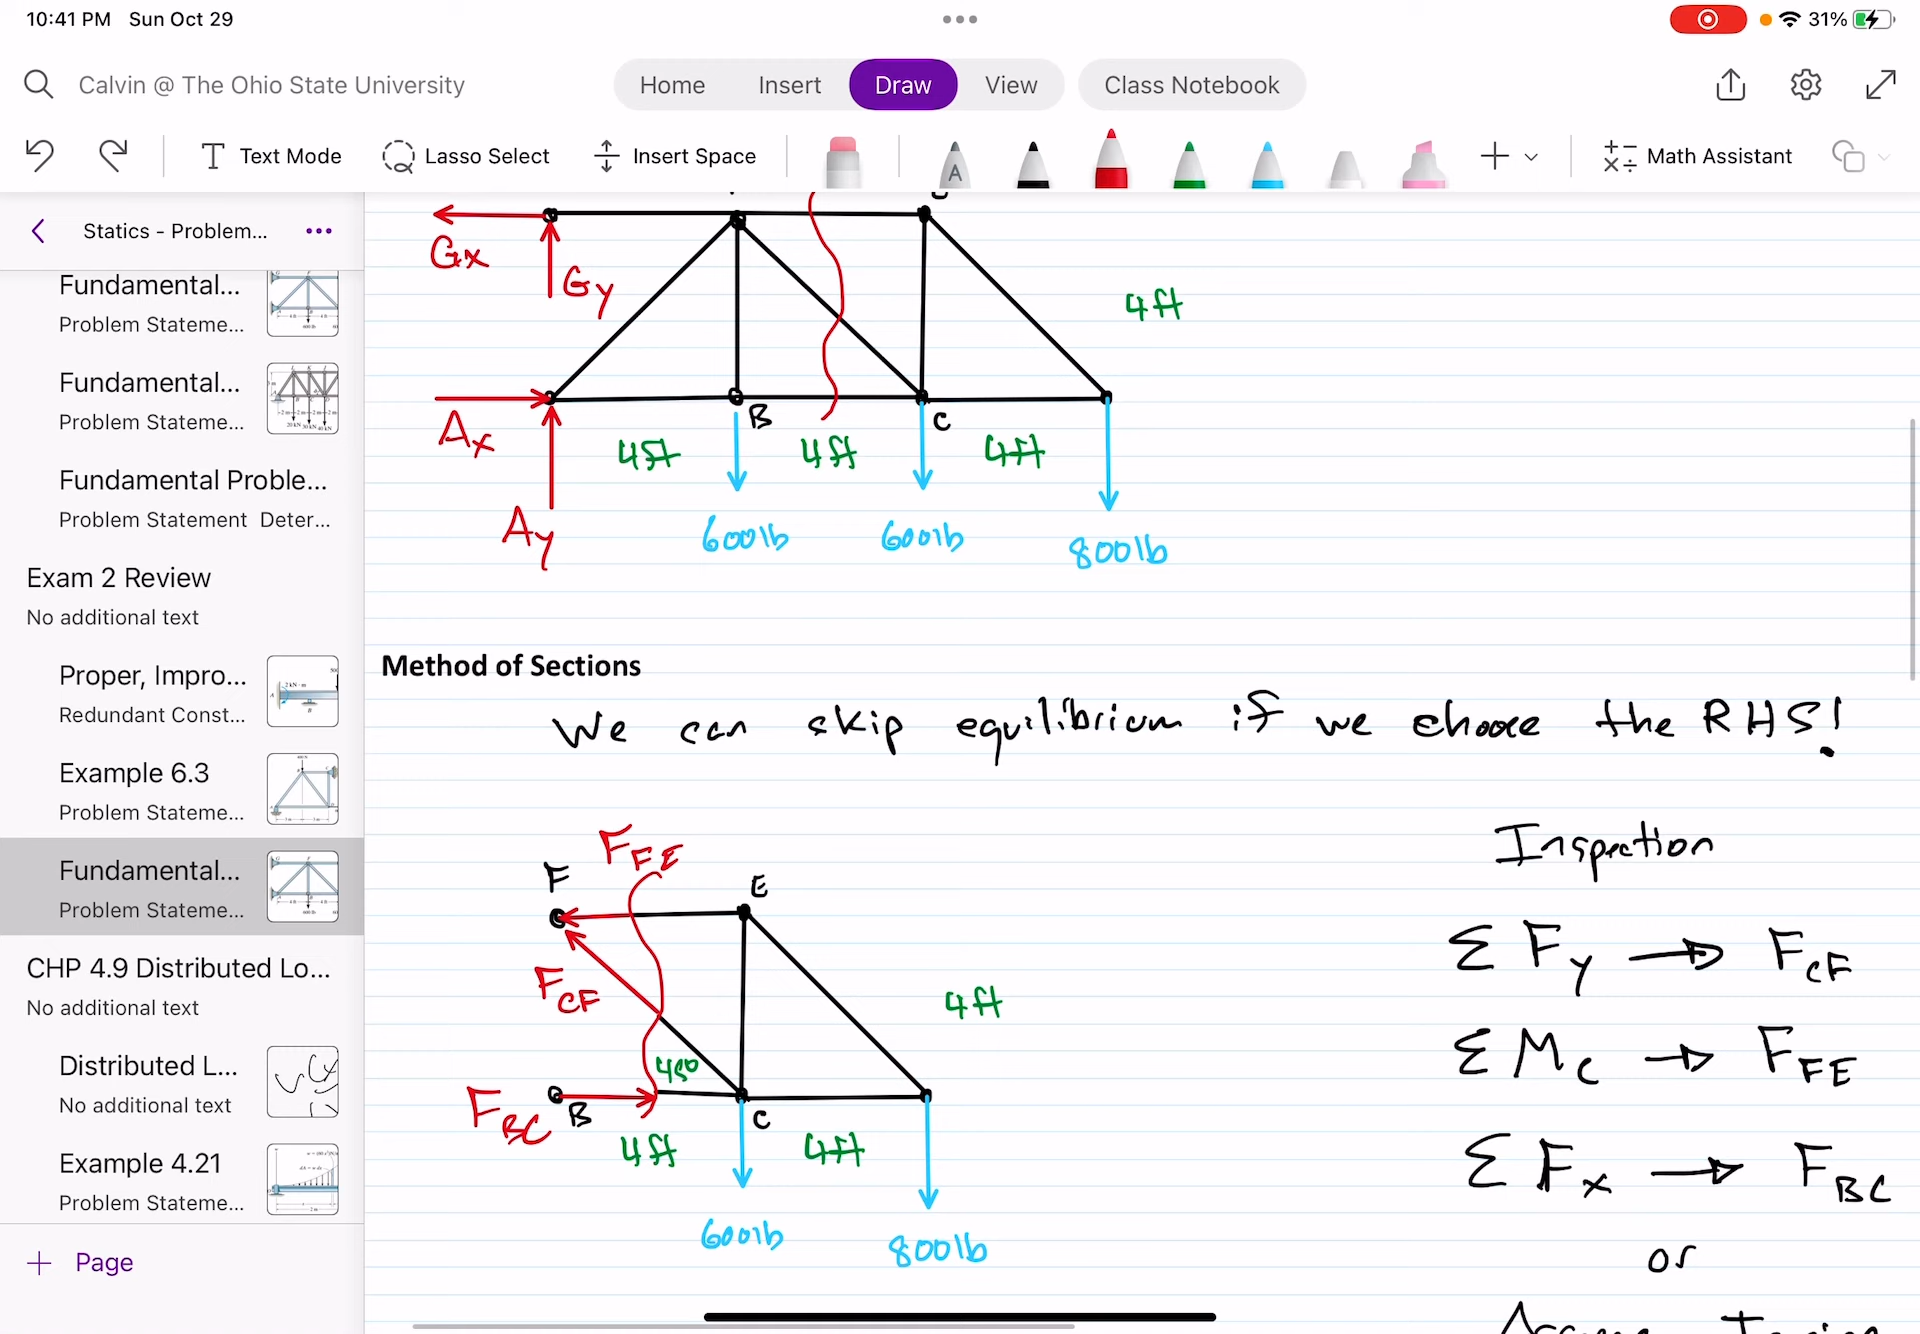 10:41 PM Sun Oct 29
31%
Calvin @ The Ohio State University
Home Insert Draw View Class Notebook
Text Mode Lasso Select Insert Space A Math Assistant
Statics - Problem...
Fundamental...
Problem Stateme...
Fundamental...
Problem Stateme...
Fundamental Proble...
Problem Statement Deter...
Exam 2 Review
No additional text
Proper, Impro...
Redundant Const...
Example 6.3
Problem Stateme...
Fundamental...
Problem Stateme...
CHP 4.9 Distributed Lo...
No additional text
Distributed L...
No additional text
Example 4.21
Problem Stateme...
Page
Gx
Gy
4ft
Ax
B
C
4ft 4ft 4ft
Ay
600lb 600lb 800lb
Method of Sections
We can skip equilibrium if we choose the RHS!
FFE
F E
FCF
4ft
450
FBC B C
4ft 4ft
600lb 800lb
Inspection
Σ Fy → FCF
Σ Mc → FFE
Σ Fx → FBC
or